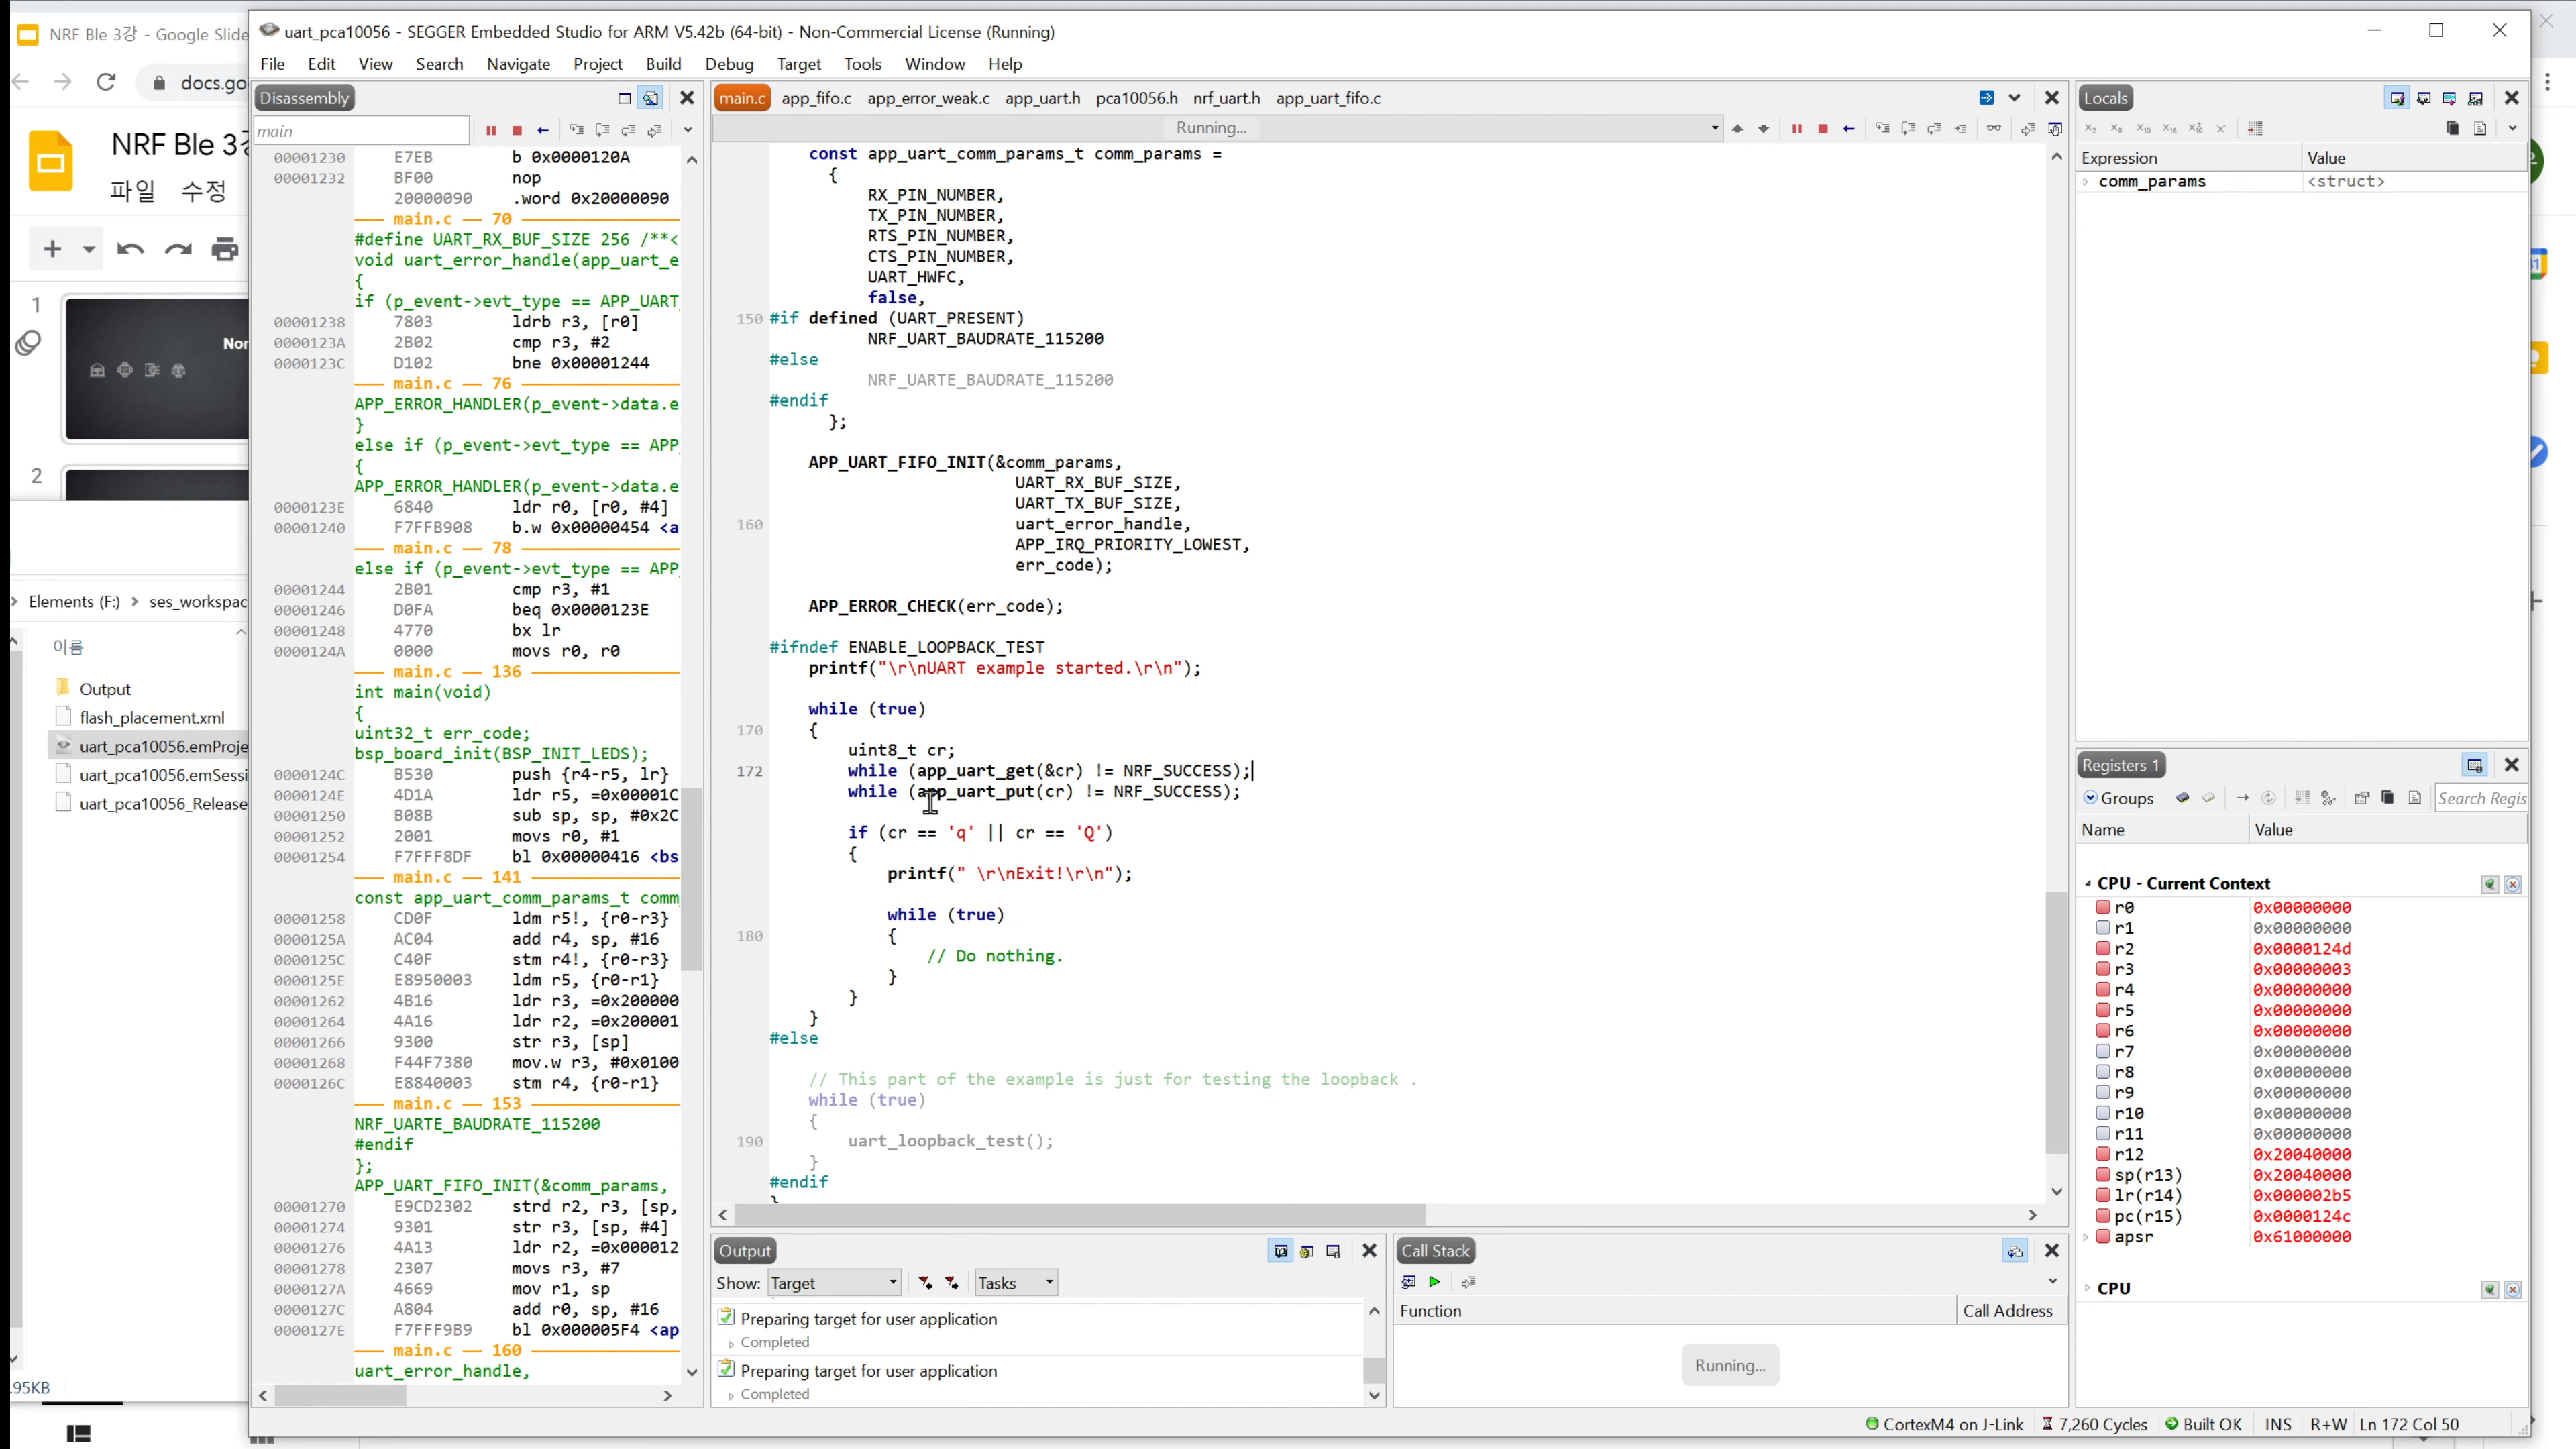 NRF Ble 3강 - Google Slide
docs.go
NRF Ble 3
파일 수정
1
Nor
2
Elements (F:) ses_workspac
이름
Output
flash_placement.xml
uart_pca10056.emProje
uart_pca10056.emSessi
uart_pca10056_Release
.95KB
uart_pca10056 - SEGGER Embedded Studio for ARM V5.42b (64-bit) - Non-Commercial License (Running)
File Edit View Search Navigate Project Build Debug Target Tools Window Help
Disassembly
main
00001230 E7EB b 0x0000120A
00001232 BF00 nop
20000090 .word 0x20000090
main.c — 70
#define UART_RX_BUF_SIZE 256 /**<
void uart_error_handle(app_uart_e
{
if (p_event->evt_type == APP_UART
00001238 7803 ldrb r3, [r0]
0000123A 2B02 cmp r3, #2
0000123C D102 bne 0x00001244
main.c — 76
APP_ERROR_HANDLER(p_event->data.e
}
else if (p_event->evt_type == APP
{
APP_ERROR_HANDLER(p_event->data.e
0000123E 6840 ldr r0, [r0, #4]
00001240 F7FFB908 b.w 0x00000454 <a
main.c — 78
else if (p_event->evt_type == APP
00001244 2B01 cmp r3, #1
00001246 D0FA beq 0x0000123E
00001248 4770 bx lr
0000124A 0000 movs r0, r0
main.c — 136
int main(void)
{
uint32_t err_code;
bsp_board_init(BSP_INIT_LEDS);
0000124C B530 push {r4-r5, lr}
0000124E 4D1A ldr r5, =0x00001C
00001250 B08B sub sp, sp, #0x2C
00001252 2001 movs r0, #1
00001254 F7FFF8DF bl 0x00000416 <bs
main.c — 141
const app_uart_comm_params_t comm
00001258 CD0F ldm r5!, {r0-r3}
0000125A AC04 add r4, sp, #16
0000125C C40F stm r4!, {r0-r3}
0000125E E8950003 ldm r5, {r0-r1}
00001262 4B16 ldr r3, =0x200000
00001264 4A16 ldr r2, =0x200001
00001266 9300 str r3, [sp]
00001268 F44F7380 mov.w r3, #0x0100
0000126C E8840003 stm r4, {r0-r1}
main.c — 153
NRF_UARTE_BAUDRATE_115200
#endif
};
APP_UART_FIFO_INIT(&comm_params,
00001270 E9CD2302 strd r2, r3, [sp,
00001274 9301 str r3, [sp, #4]
00001276 4A13 ldr r2, =0x000012
00001278 2307 movs r3, #7
0000127A 4669 mov r1, sp
0000127C A804 add r0, sp, #16
0000127E F7FFF9B9 bl 0x000005F4 <ap
main.c — 160
uart_error_handle,
main.c app_fifo.c app_error_weak.c app_uart.h pca10056.h nrf_uart.h app_uart_fifo.c
Running...
const app_uart_comm_params_t comm_params =
{
RX_PIN_NUMBER,
TX_PIN_NUMBER,
RTS_PIN_NUMBER,
CTS_PIN_NUMBER,
UART_HWFC,
false,
150 #if defined (UART_PRESENT)
NRF_UART_BAUDRATE_115200
#else
NRF_UARTE_BAUDRATE_115200
#endif
};
APP_UART_FIFO_INIT(&comm_params,
UART_RX_BUF_SIZE,
UART_TX_BUF_SIZE,
160 uart_error_handle,
APP_IRQ_PRIORITY_LOWEST,
err_code);
APP_ERROR_CHECK(err_code);
#ifndef ENABLE_LOOPBACK_TEST
printf("\r\nUART example started.\r\n");
while (true)
170 {
uint8_t cr;
172 while (app_uart_get(&cr) != NRF_SUCCESS);
while (app_uart_put(cr) != NRF_SUCCESS);
if (cr == 'q' || cr == 'Q')
{
printf(" \r\nExit!\r\n");
while (true)
180 {
// Do nothing.
}
}
}
#else
// This part of the example is just for testing the loopback .
while (true)
{
190 uart_loopback_test();
}
#endif
}
Output
Show: Target Tasks
Preparing target for user application
Completed
Preparing target for user application
Completed
Call Stack
Function Call Address
Running...
Locals
Expression Value
comm_params <struct>
Registers 1
Groups Search Regis
Name Value
CPU - Current Context
r0 0x00000000
r1 0x00000000
r2 0x0000124d
r3 0x00000003
r4 0x00000000
r5 0x00000000
r6 0x00000000
r7 0x00000000
r8 0x00000000
r9 0x00000000
r10 0x00000000
r11 0x00000000
r12 0x20040000
sp(r13) 0x20040000
lr(r14) 0x000002b5
pc(r15) 0x0000124c
apsr 0x61000000
CPU
CortexM4 on J-Link 7,260 Cycles Built OK INS R+W Ln 172 Col 50